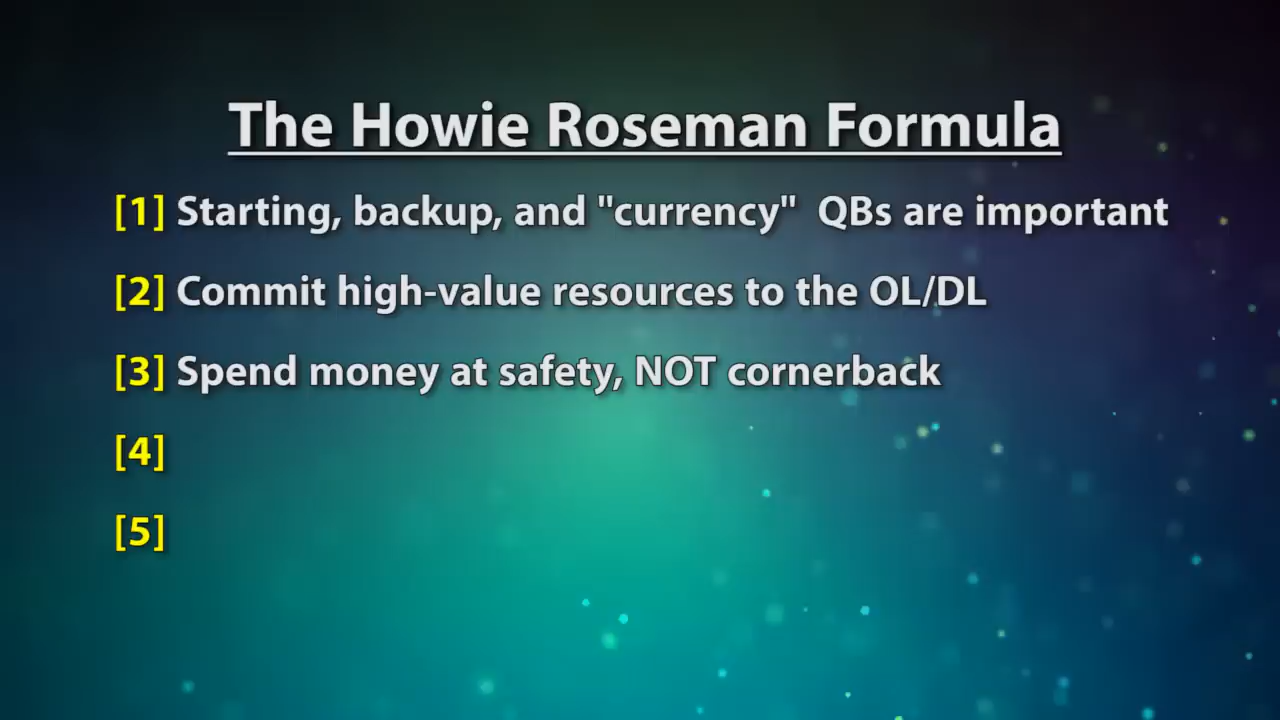 The Howie Roseman Formula
[1] Starting, backup, and "currency" QBs are important
[2] Commit high-value resources to the OL/DL
[3] Spend money at safety, NOT cornerback
[4]
[5]